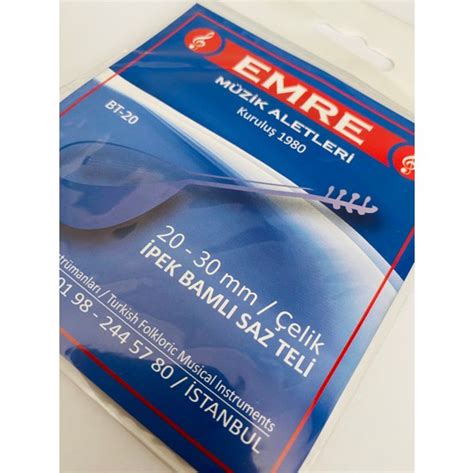 EMRE
MÜZİK ALETLERİ
Kuruluş 1980
BT-20
20 - 30 mm / Çelik
İPEK BAMLI SAZ TELİ
/ Turkish Folkloric Musical Instruments
98 - 244 57 80 / İSTANBUL